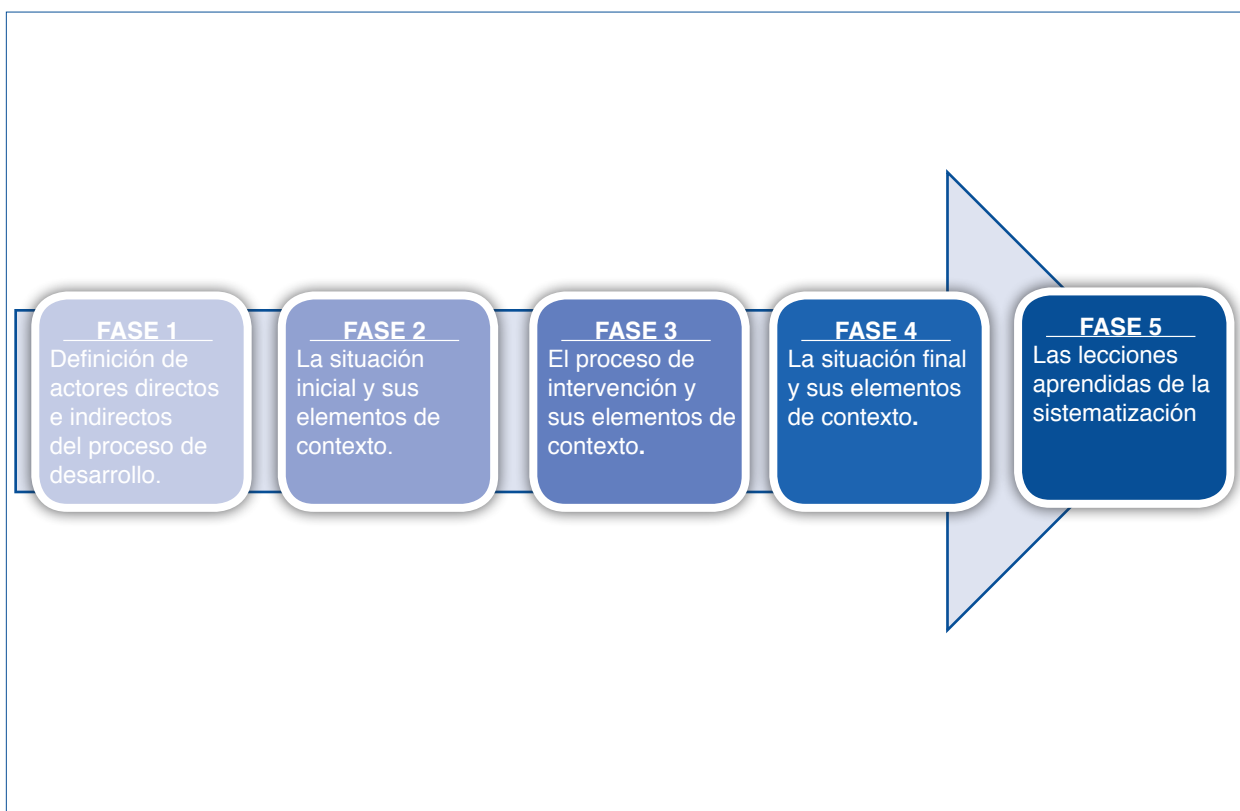 FASE 1
Definición de
actores directos
e indirectos
del proceso de
desarrollo.
FASE 2
La situación
inicial y sus
elementos de
contexto.
FASE 3
El proceso de
intervención y
sus elementos de
contexto.
FASE 4
La situación final
y sus elementos
de contexto.
FASE 5
Las lecciones
aprendidas de la
sistematización